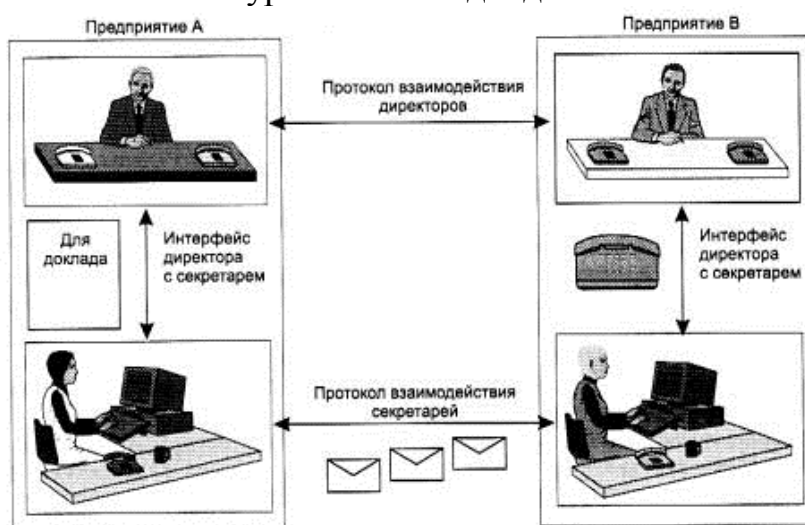 Предприятие А
Предприятие В
Протокол взаимодействия
директоров
Для
доклада
Интерфейс
директора
с секретарем
Интерфейс
директора
с секретарем
Протокол взаимодействия
секретарей